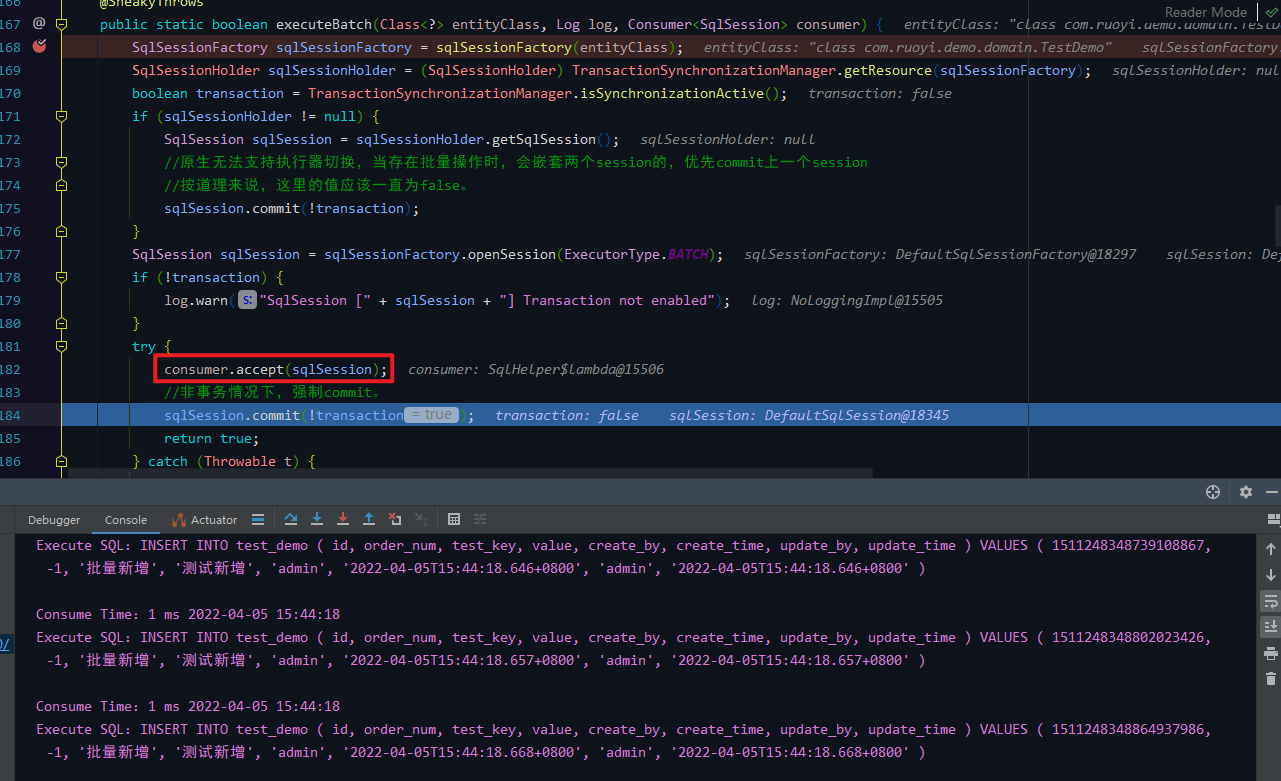 166 @SneakyThrows
Reader Mode
167 @ public static boolean executeBatch(Class<?> entityClass, Log log, Consumer<SqlSession> consumer) { entityClass: "class com.ruoyi.demo.domain.TestD
168 SqlSessionFactory sqlSessionFactory = sqlSessionFactory(entityClass); entityClass: "class com.ruoyi.demo.domain.TestDemo" sqlSessionFactory:
169 SqlSessionHolder sqlSessionHolder = (SqlSessionHolder) TransactionSynchronizationManager.getResource(sqlSessionFactory); sqlSessionHolder: nul
170 boolean transaction = TransactionSynchronizationManager.isSynchronizationActive(); transaction: false
171 if (sqlSessionHolder != null) {
172 SqlSession sqlSession = sqlSessionHolder.getSqlSession(); sqlSessionHolder: null
173 //原生无法支持执行器切换，当存在批量操作时，会嵌套两个session的，优先commit上一个session
174 //按道理来说，这里的值应该一直为false。
175 sqlSession.commit(!transaction);
176 }
177 SqlSession sqlSession = sqlSessionFactory.openSession(ExecutorType.BATCH); sqlSessionFactory: DefaultSqlSessionFactory@18297 sqlSession: Def
178 if (!transaction) {
179 log.warn( s: "SqlSession [" + sqlSession + "] Transaction not enabled"); log: NoLoggingImpl@15505
180 }
181 try {
182 consumer.accept(sqlSession); consumer: SqlHelper$lambda@15506
183 //非事务情况下，强制commit。
184 sqlSession.commit(!transaction = true ); transaction: false sqlSession: DefaultSqlSession@18345
185 return true;
186 } catch (Throwable t) {
Debugger Console Actuator
Execute SQL：INSERT INTO test_demo ( id, order_num, test_key, value, create_by, create_time, update_by, update_time ) VALUES ( 1511248348739108867,
-1, '批量新增', '测试新增', 'admin', '2022-04-05T15:44:18.646+0800', 'admin', '2022-04-05T15:44:18.646+0800' )
Consume Time：1 ms 2022-04-05 15:44:18
Execute SQL：INSERT INTO test_demo ( id, order_num, test_key, value, create_by, create_time, update_by, update_time ) VALUES ( 1511248348802023426,
-1, '批量新增', '测试新增', 'admin', '2022-04-05T15:44:18.657+0800', 'admin', '2022-04-05T15:44:18.657+0800' )
Consume Time：1 ms 2022-04-05 15:44:18
Execute SQL：INSERT INTO test_demo ( id, order_num, test_key, value, create_by, create_time, update_by, update_time ) VALUES ( 1511248348864937986,
-1, '批量新增', '测试新增', 'admin', '2022-04-05T15:44:18.668+0800', 'admin', '2022-04-05T15:44:18.668+0800' )